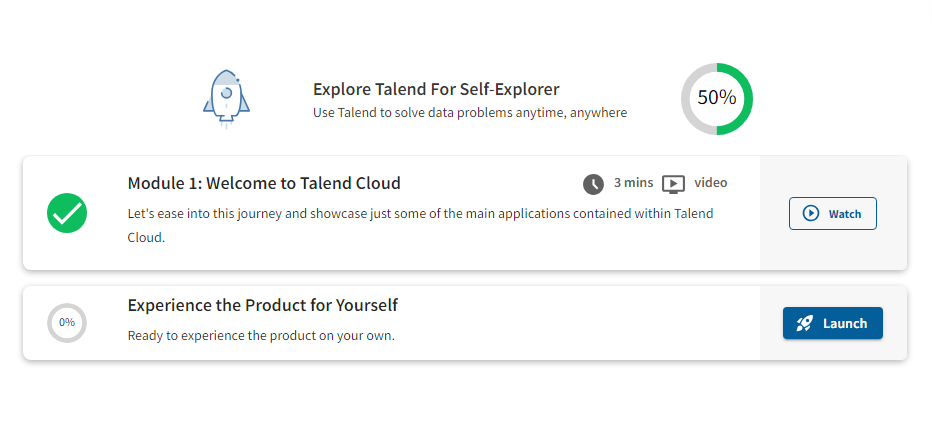 Explore Talend For Self-Explorer
Use Talend to solve data problems anytime, anywhere
50%
Module 1: Welcome to Talend Cloud
3 mins
video
Let's ease into this journey and showcase just some of the main applications contained within Talend
Cloud.
Watch
0%
Experience the Product for Yourself
Ready to experience the product on your own.
Launch